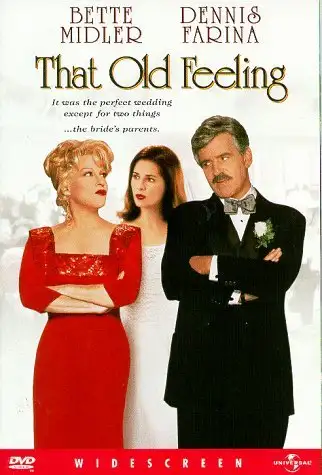 BETTE MIDLER
DENNIS FARINA
That Old Feeling
It was the perfect wedding
except for two things
...the bride's parents.
DVD
WIDESCREEN
UNIVERSAL